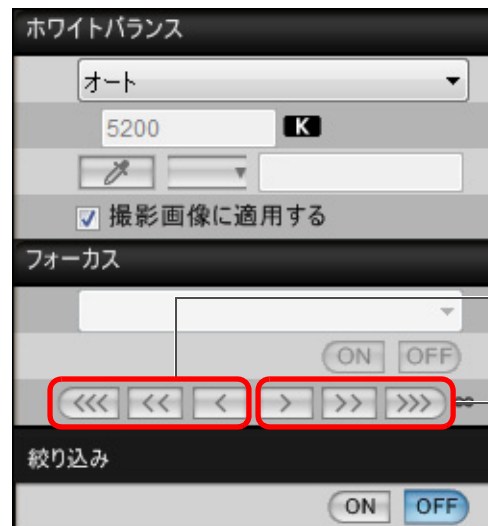 ホワイトバランス
オート
5200 K
撮影画像に適用する
フォーカス
ON OFF
<<< << < > >> >>> ∞
絞り込み
ON OFF